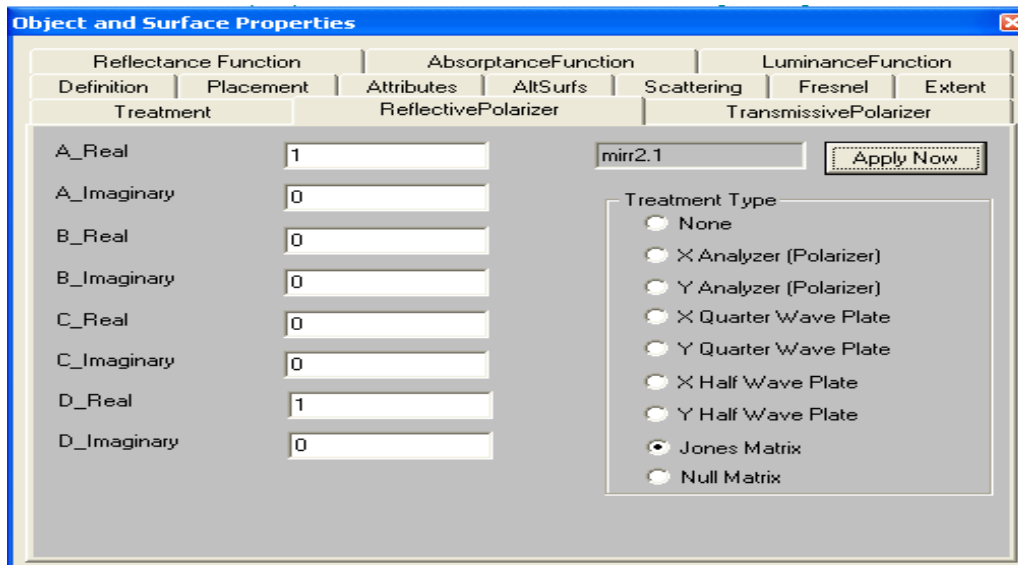 Object and Surface Properties
Reflectance Function AbsorptanceFunction LuminanceFunction
Definition Placement Attributes AltSurfs Scattering Fresnel Extent
Treatment ReflectivePolarizer TransmissivePolarizer
A_Real 1 mirr2.1 Apply Now
A_Imaginary 0
B_Real 0
B_Imaginary 0
C_Real 0
C_Imaginary 0
D_Real 1
D_Imaginary 0
Treatment Type
None
X Analyzer (Polarizer)
Y Analyzer (Polarizer)
X Quarter Wave Plate
Y Quarter Wave Plate
X Half Wave Plate
Y Half Wave Plate
Jones Matrix
Null Matrix